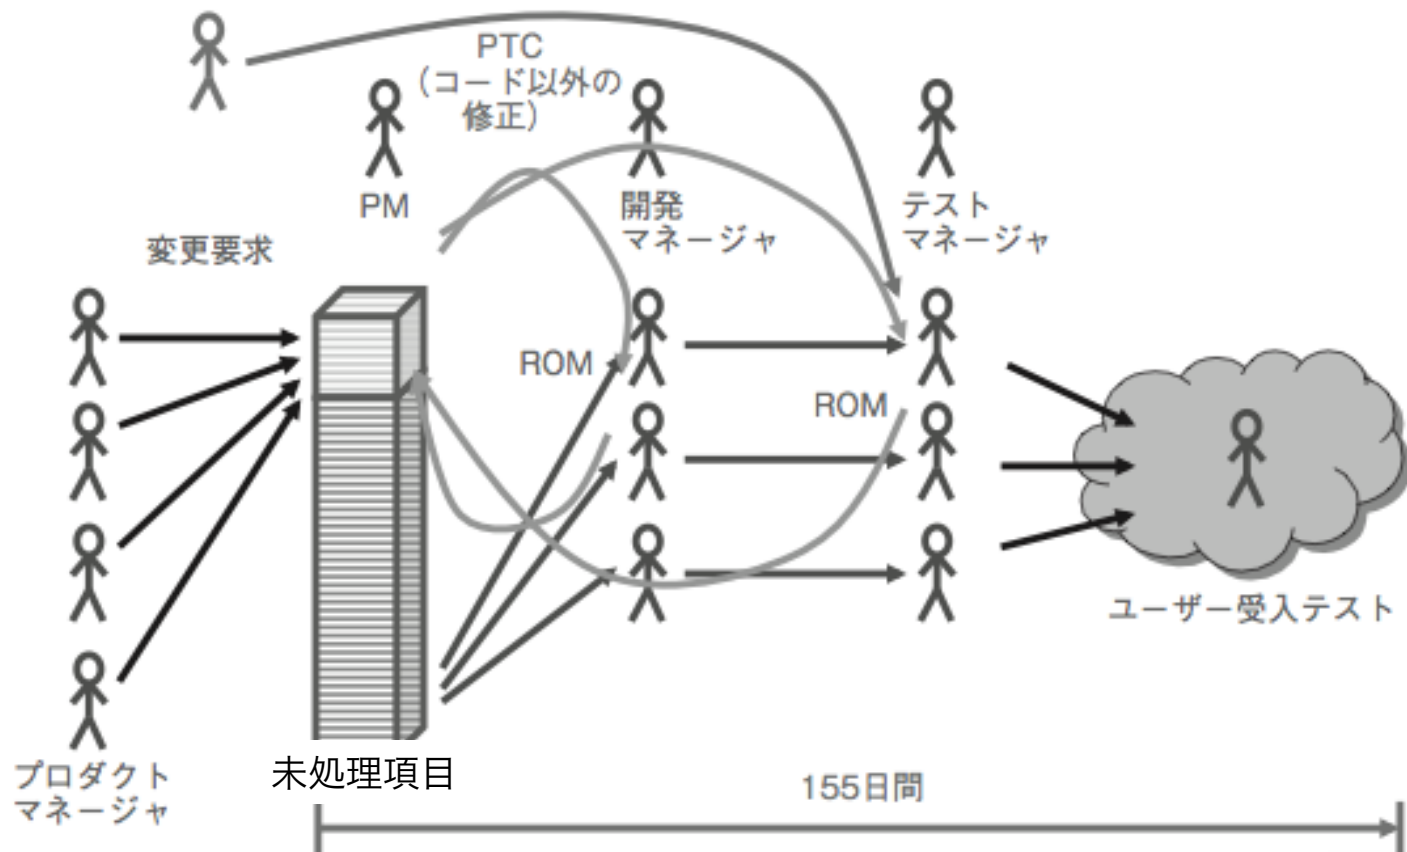 PTC
（コード以外の
修正）
PM
開発
マネージャ
テスト
マネージャ
変更要求
ROM
ROM
ユーザー受入テスト
プロダクト
マネージャ
未処理項目
155日間